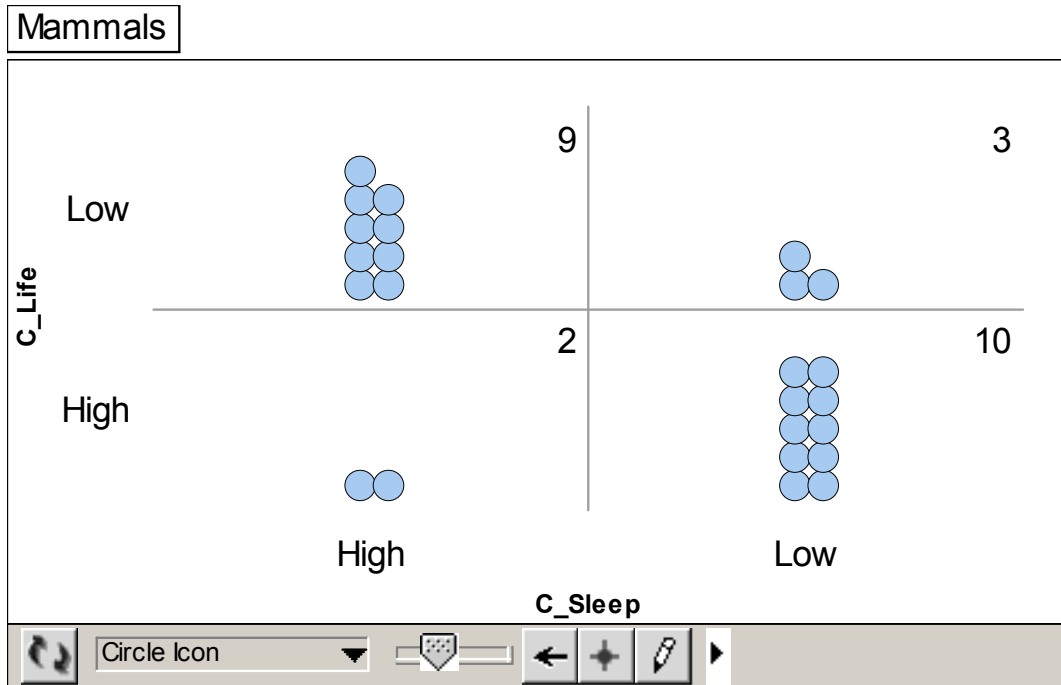 Mammals
9
3
Low
C_Life
2
10
High
High
Low
C_Sleep
Circle Icon